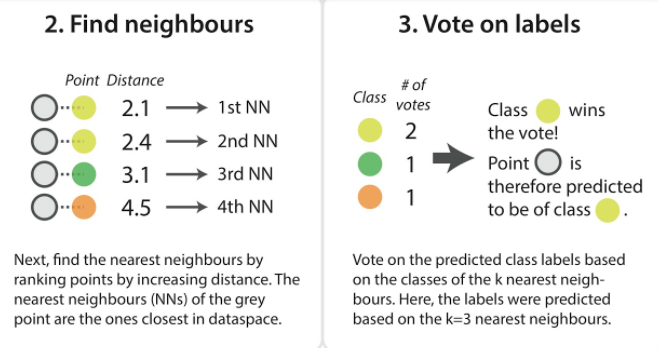 2. Find neighbours
Point Distance
2.1 1st NN
2.4 2nd NN
3.1 3rd NN
4.5 4th NN
Next, find the nearest neighbours by
ranking points by increasing distance. The
nearest neighbours (NNs) of the grey
point are the ones closest in dataspace.
3. Vote on labels
Class # of votes
2
1
1
Class wins
the vote!
Point is
therefore predicted
to be of class .
Vote on the predicted class labels based
on the classes of the k nearest neigh-
bours. Here, the labels were predicted
based on the k=3 nearest neighbours.